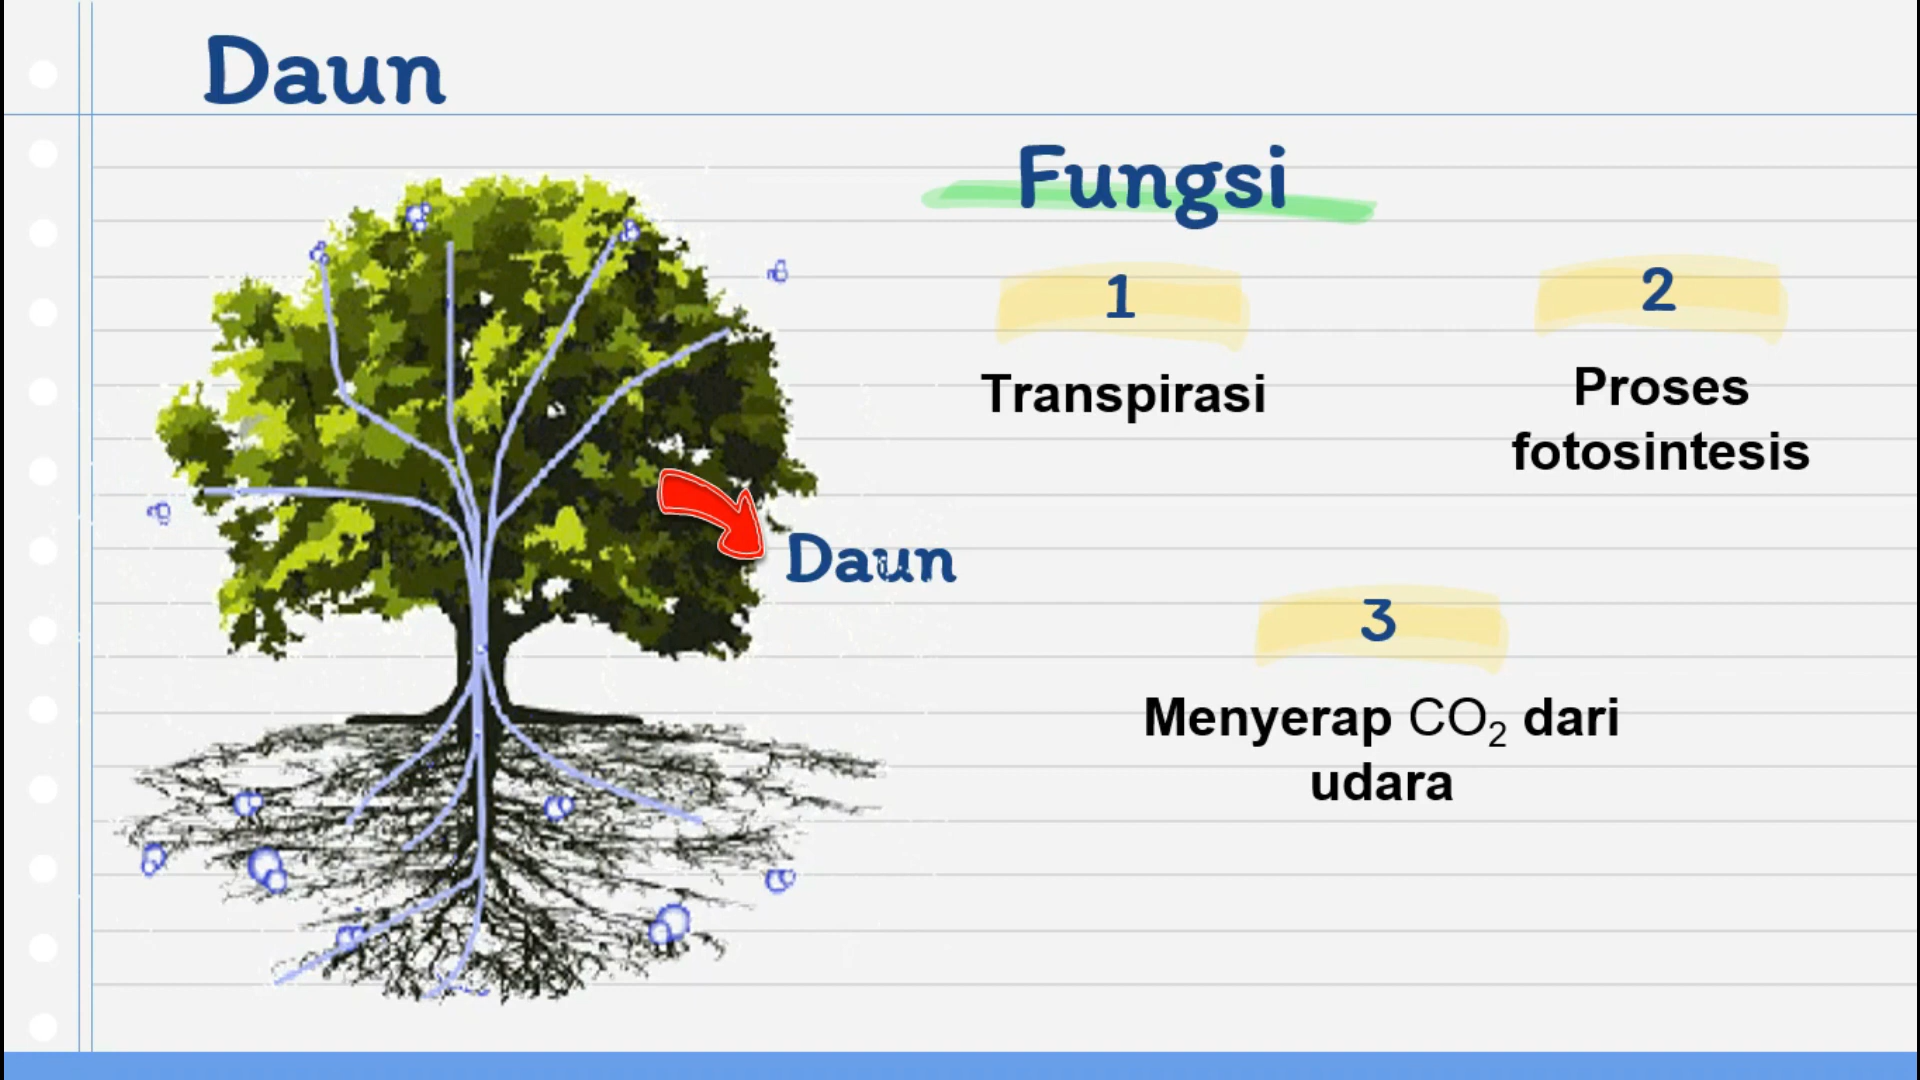 Daun
Fungsi
1
Transpirasi
2
Proses
fotosintesis
Daun
3
Menyerap CO₂ dari
udara